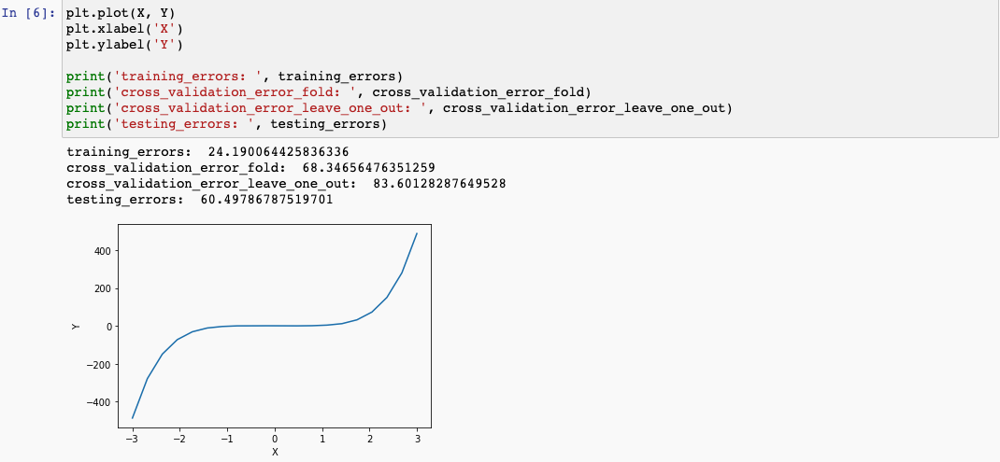 In [6]: plt.plot(X, Y)
plt.xlabel('X')
plt.ylabel('Y')
print('training_errors: ', training_errors)
print('cross_validation_error_fold: ', cross_validation_error_fold)
print('cross_validation_error_leave_one_out: ', cross_validation_error_leave_one_out)
print('testing_errors: ', testing_errors)
training_errors:  24.190064425836336
cross_validation_error_fold:  68.34656476351259
cross_validation_error_leave_one_out:  83.60128287649528
testing_errors:  60.49786787519701
400
200
0
−200
−400
Y
−3 −2 −1 0 1 2 3
X